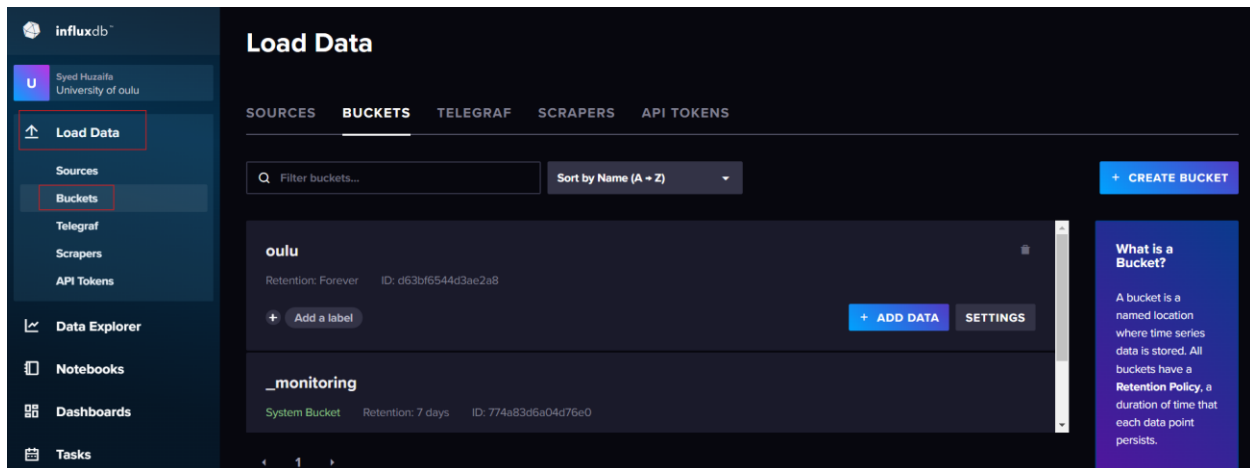 influxdb™
U
Syed Huzaifa
University of oulu
Load Data
Sources
Buckets
Telegraf
Scrapers
API Tokens
Data Explorer
Notebooks
Dashboards
Tasks
Load Data
SOURCES BUCKETS TELEGRAF SCRAPERS API TOKENS
Filter buckets...
Sort by Name (A → Z)
+ CREATE BUCKET
oulu
Retention: Forever ID: d63bf6544d3ae2a8
+ Add a label
+ ADD DATA
SETTINGS
_monitoring
System Bucket Retention: 7 days ID: 774a83d6a04d76e0
1
What is a
Bucket?
A bucket is a
named location
where time series
data is stored. All
buckets have a
Retention Policy, a
duration of time that
each data point
persists.